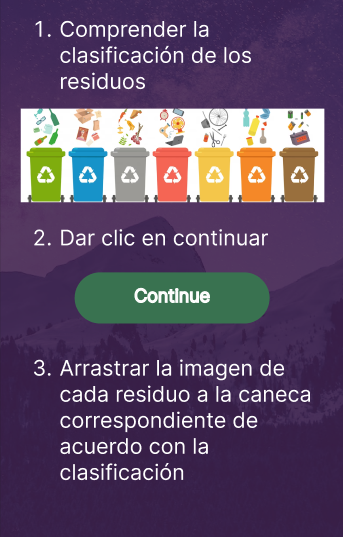 1. Comprender la
clasificación de los
residuos
2. Dar clic en continuar
Continue
3. Arrastrar la imagen de
cada residuo a la caneca
correspondiente de
acuerdo con la
clasificación